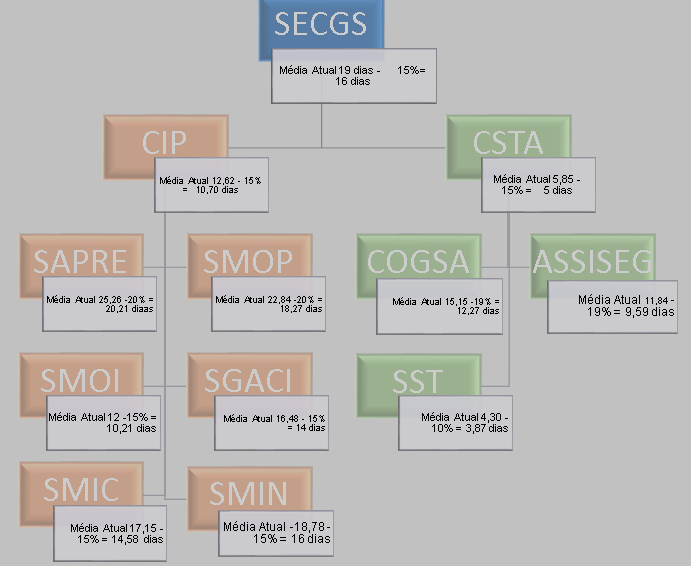 SECGS
Média Atual 19 dias - 15%=
16 dias
CIP
Média Atual 12,62 - 15%
= 10,70 dias
CSTA
Média Atual 5,85 -
15% = 5 dias
SAPRE
Média Atual 25,26 -20% =
20,21 diaas
SMOP
Média Atual 22,84 -20% =
18,27 dias
COGSA
Média Atual 15,15 -19% =
12,27 dias
ASSISEG
Média Atual 11,84 -
19% = 9,59 dias
SMOI
Média Atual 12 -15% =
10,21 dias
SGACI
Média Atual 16,48 - 15%
= 14 dias
SST
Média Atual 4,30 -
10% = 3,87 dias
SMIC
Média Atual 17,15 -
15% = 14,58 dias
SMIN
Média Atual -18,78 -
15% = 16 dias